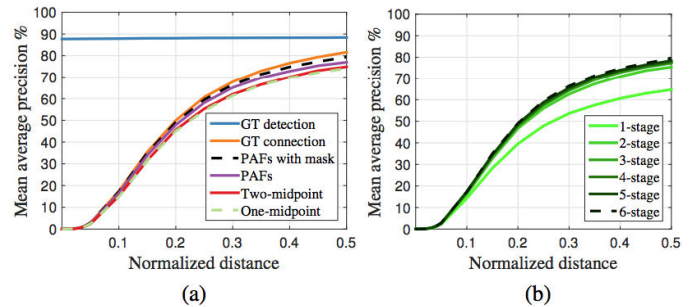 Mean average precision %
100
90
80
70
60
50
40
30
20
10
0
0.1
0.2
0.3
0.4
0.5
Normalized distance
GT detection
GT connection
PAFs with mask
PAFs
Two-midpoint
One-midpoint
(a)
Mean average precision %
100
90
80
70
60
50
40
30
20
10
0
0.1
0.2
0.3
0.4
0.5
Normalized distance
1-stage
2-stage
3-stage
4-stage
5-stage
6-stage
(b)